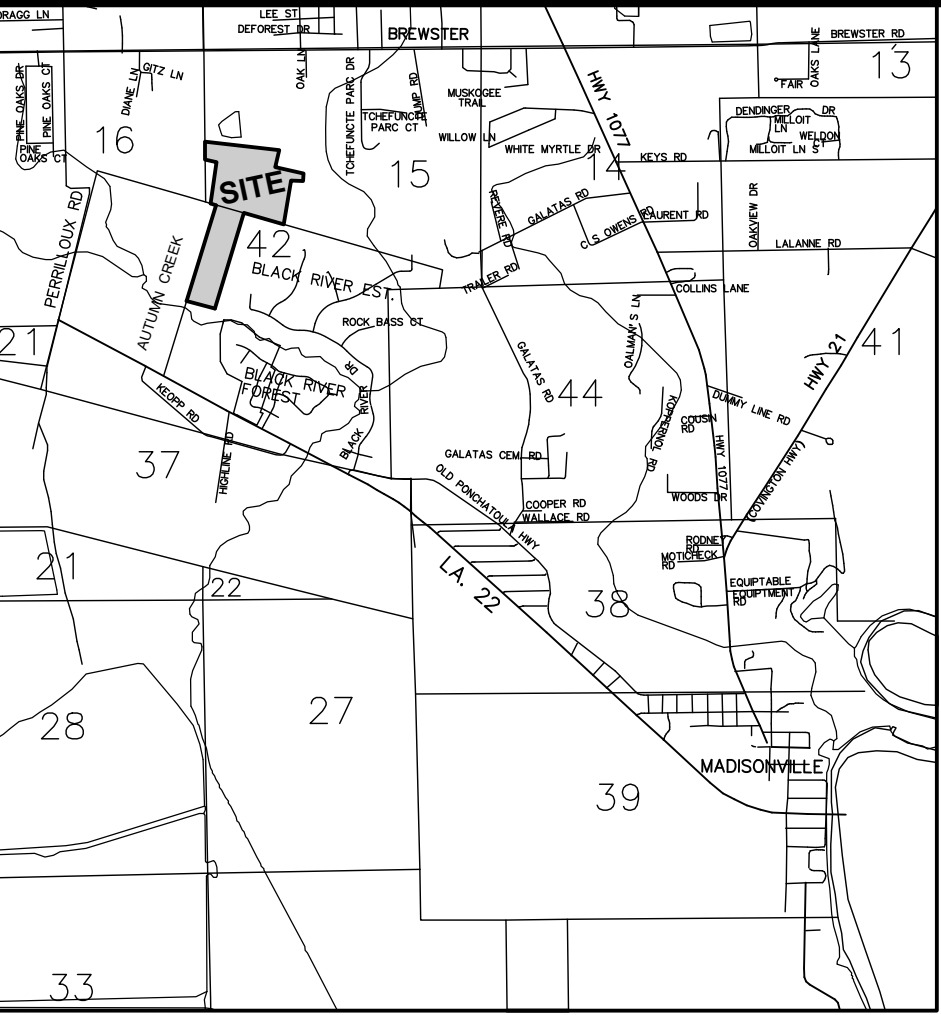 DRAGG LN
LEE ST
DEFOREST DR
BREWSTER
BREWSTER RD
OAKS LANE
13
PINE OAKS DR
PINE OAKS CT
DIANE LN
GITZ LN
OAK LN
TCHEFUNCTE PARC DR
MUSKOGEE
TRAIL
HWY 1077
FAIR
TCHEFUNCTE
PARC CT
DENDINGER DR
MILLOIT
LN
WELDON
MILLOIT LN S
16
PINE
OAKS CT
WILLOW LN
WHITE MYRTLE DR
14
KEYS RD
15
SITE
PERRILLOUX RD
AUTUMN CREEK
42
BLACK RIVER EST.
REVERE RD
GALATAS RD
C S OWENS RD
LAURENT RD
OAKVIEW DR
LALANNE RD
TRAILER RD
COLLINS LANE
ROCK BASS CT
OALMAN'S LN
21
HWY 21
41
BLACK RIVER
FOREST
BLACK RIVER DR
KEOPP RD
GALATAS RD
44
DUMMY LINE RD
KOPPERNOL RD
COUSIN
RD
HWY 1077
37
HIGHLINE RD
GALATAS CEM. RD
OLD PONCHATOULA HWY
WOODS DR
(COVINGTON HWY)
COOPER RD
WALLACE RD
RODNEY
RD
MOTICHECK
RD
21
22
LA. 22
38
EQUIPTABLE
EQUIPTMENT
RD
28
27
MADISONVILLE
39
33